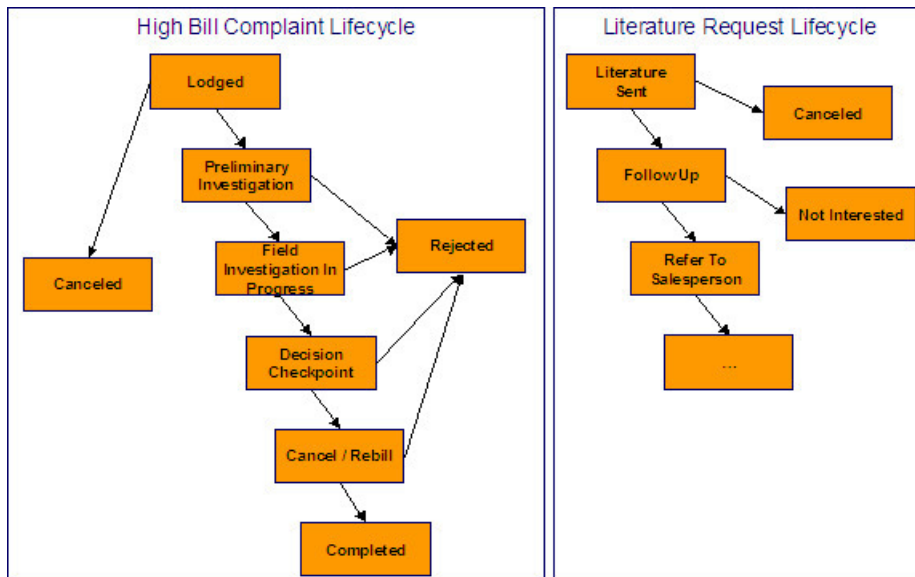 High Bill Complaint Lifecycle
Lodged
Preliminary
Investigation
Field
Investigation In
Progress
Rejected
Canceled
Decision
Checkpoint
Cancel / Rebill
Completed
Literature Request Lifecycle
Literature
Sent
Canceled
Follow Up
Not Interested
Refer To
Salesperson
...